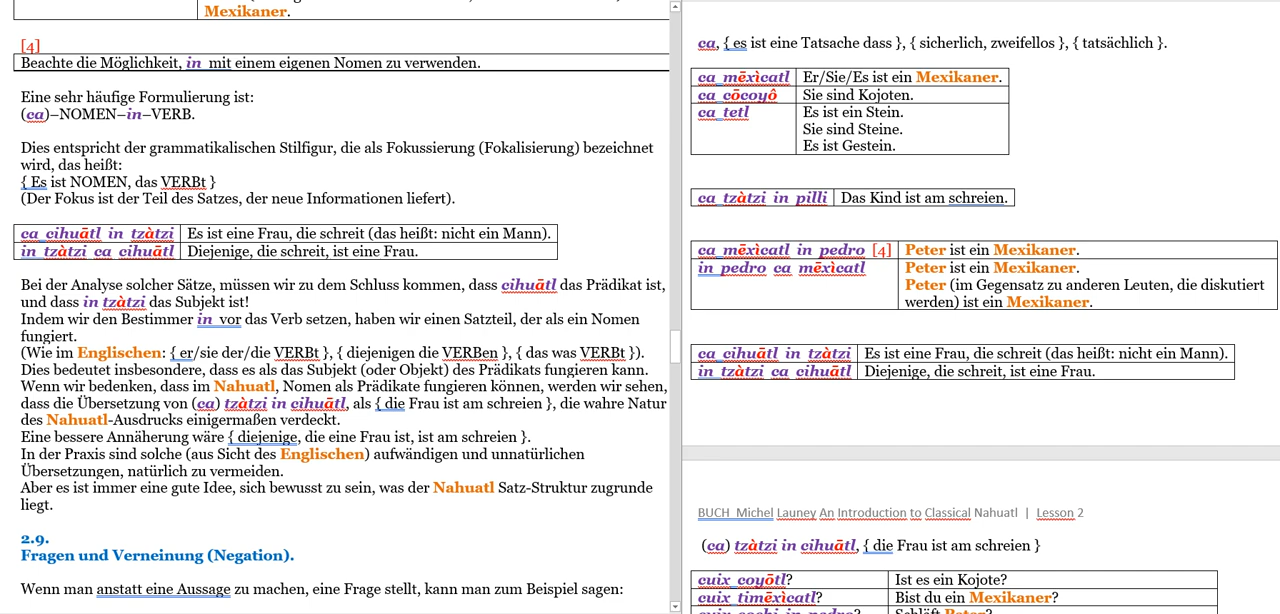 Mexikaner.
[4]
Beachte die Möglichkeit, in mit einem eigenen Nomen zu verwenden.
Eine sehr häufige Formulierung ist:
(ca)–NOMEN–in–VERB.
Dies entspricht der grammatikalischen Stilfigur, die als Fokussierung (Fokalisierung) bezeichnet
wird, das heißt:
{ Es ist NOMEN, das VERBt }
(Der Fokus ist der Teil des Satzes, der neue Informationen liefert).
ca cihuātl in tzàtzi Es ist eine Frau, die schreit (das heißt: nicht ein Mann).
in tzàtzi ca cihuātl Diejenige, die schreit, ist eine Frau.
Bei der Analyse solcher Sätze, müssen wir zu dem Schluss kommen, dass cihuātl das Prädikat ist,
und dass in tzàtzi das Subjekt ist!
Indem wir den Bestimmer in vor das Verb setzen, haben wir einen Satzteil, der als ein Nomen
fungiert.
(Wie im Englischen: { er/sie der/die VERBt }, { diejenigen die VERBen }, { das was VERBt }).
Dies bedeutet insbesondere, dass es als das Subjekt (oder Objekt) des Prädikats fungieren kann.
Wenn wir bedenken, dass im Nahuatl, Nomen als Prädikate fungieren können, werden wir sehen,
dass die Übersetzung von (ca) tzàtzi in cihuātl, als { die Frau ist am schreien }, die wahre Natur
des Nahuatl-Ausdrucks einigermaßen verdeckt.
Eine bessere Annäherung wäre { diejenige, die eine Frau ist, ist am schreien }.
In der Praxis sind solche (aus Sicht des Englischen) aufwändigen und unnatürlichen
Übersetzungen, natürlich zu vermeiden.
Aber es ist immer eine gute Idee, sich bewusst zu sein, was der Nahuatl Satz-Struktur zugrunde
liegt.
2.9.
Fragen und Verneinung (Negation).
Wenn man anstatt eine Aussage zu machen, eine Frage stellt, kann man zum Beispiel sagen:
ca, { es ist eine Tatsache dass }, { sicherlich, zweifellos }, { tatsächlich }.
ca mēxìcatl Er/Sie/Es ist ein Mexikaner.
ca cōcoyô Sie sind Kojoten.
ca tetl Es ist ein Stein.
Sie sind Steine.
Es ist Gestein.
ca tzàtzi in pilli Das Kind ist am schreien.
ca mēxìcatl in pedro [4] Peter ist ein Mexikaner.
in pedro ca mēxìcatl Peter ist ein Mexikaner.
Peter (im Gegensatz zu anderen Leuten, die diskutiert
werden) ist ein Mexikaner.
ca cihuātl in tzàtzi Es ist eine Frau, die schreit (das heißt: nicht ein Mann).
in tzàtzi ca cihuātl Diejenige, die schreit, ist eine Frau.
BUCH Michel Launey An Introduction to Classical Nahuatl | Lesson 2
(ca) tzàtzi in cihuātl, { die Frau ist am schreien }
cuix coyōtl? Ist es ein Kojote?
cuix timēxìcatl? Bist du ein Mexikaner?
cuix cochi in pedro? Schläft Peter?